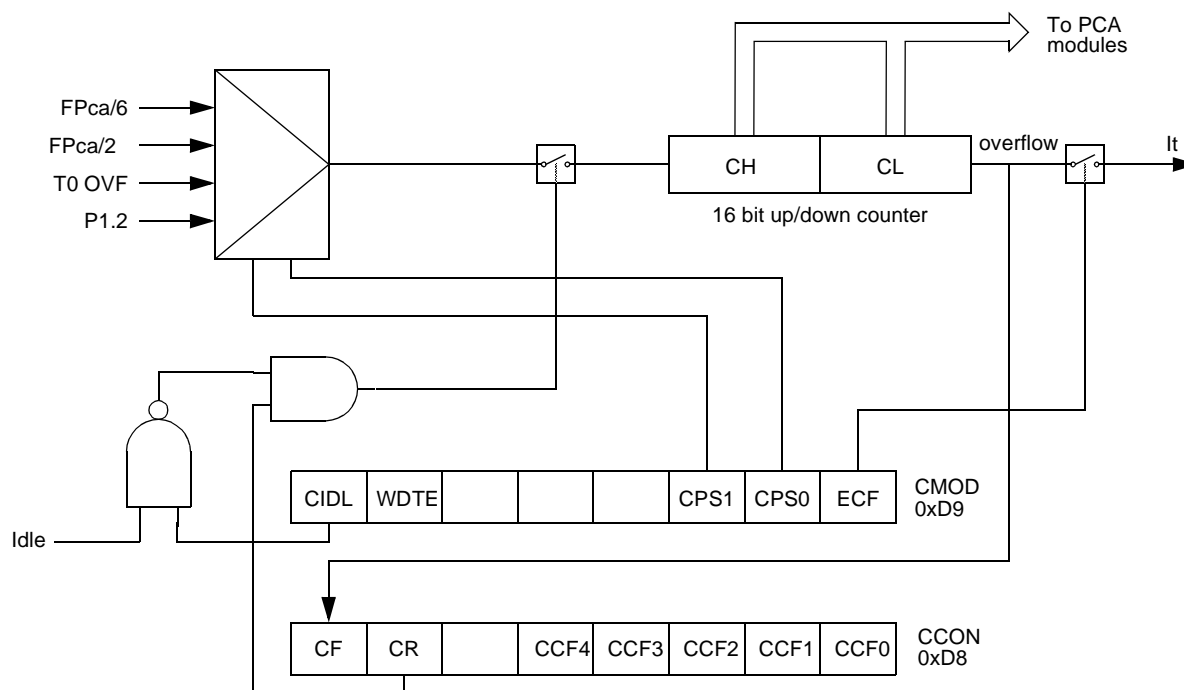 To PCA
modules
FPca/6
FPca/2
T0 OVF
P1.2
overflow
It
CH CL
16 bit up/down counter
CIDL WDTE CPS1 CPS0 ECF
CMOD
0xD9
Idle
CF CR CCF4 CCF3 CCF2 CCF1 CCF0
CCON
0xD8